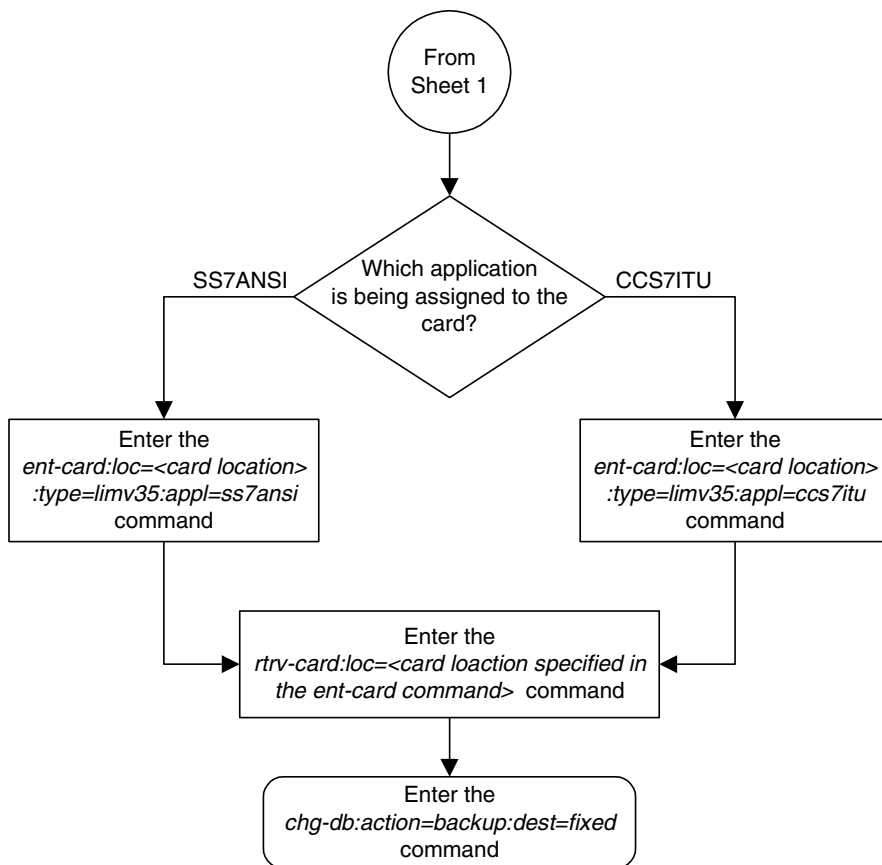 From
Sheet 1
Which application
is being assigned to the
card?
SS7ANSI
CCS7ITU
Enter the
ent-card:loc=<card location>
:type=limv35:appl=ss7ansi
command
Enter the
ent-card:loc=<card location>
:type=limv35:appl=ccs7itu
command
Enter the
rtrv-card:loc=<card loaction specified in
the ent-card command> command
Enter the
chg-db:action=backup:dest=fixed
command